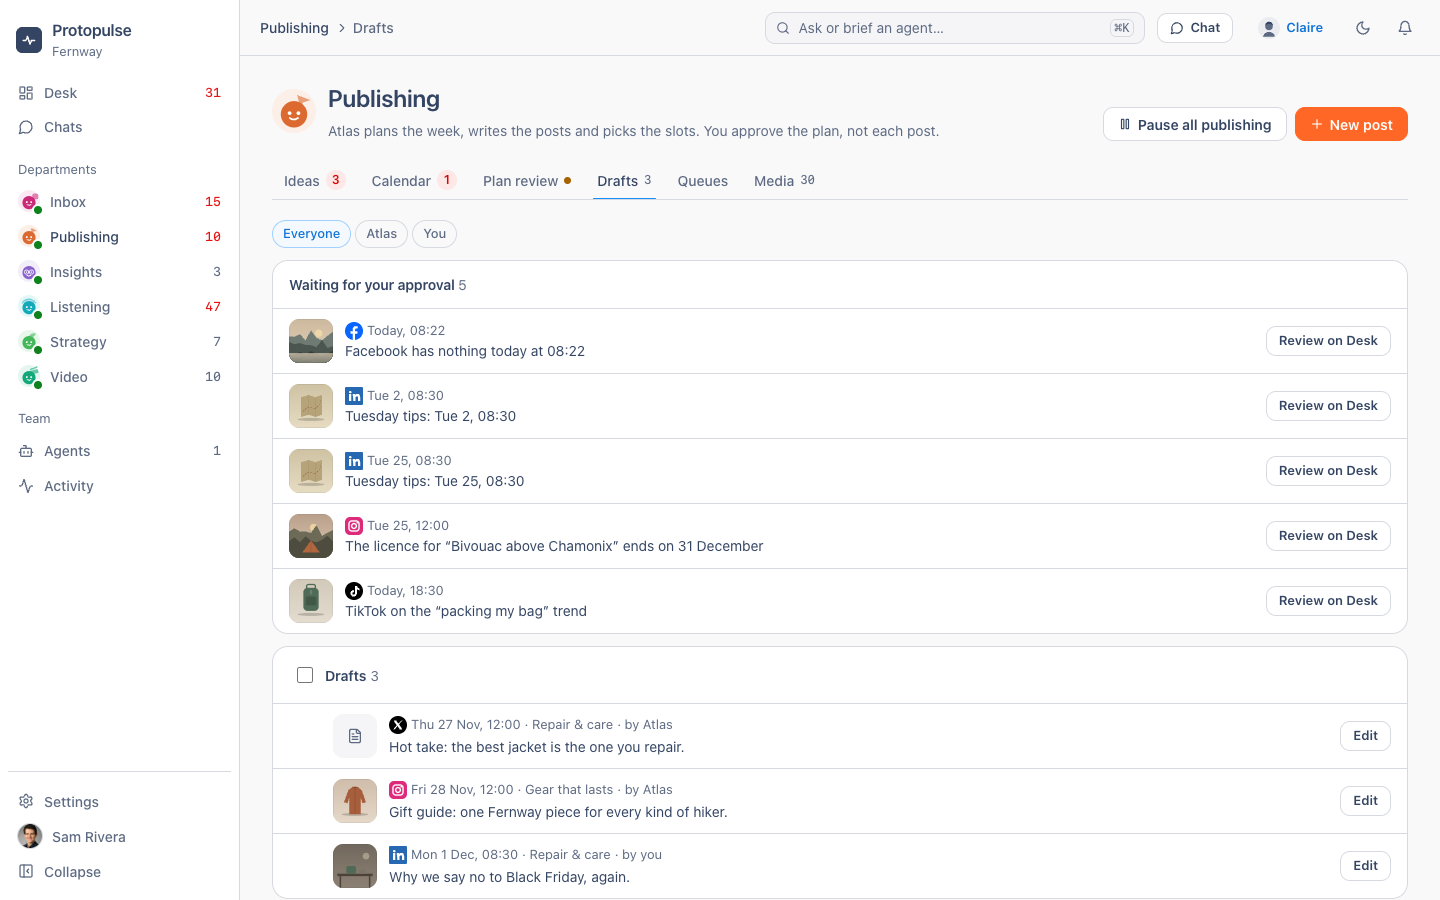 Protopulse
Fernway
Desk 31
Chats
Departments
Inbox 15
Publishing 10
Insights 3
Listening 47
Strategy 7
Video 10
Team
Agents 1
Activity
Settings
Sam Rivera
Collapse
Publishing > Drafts
Ask or brief an agent... ⌘K
Chat
Claire
Publishing
Atlas plans the week, writes the posts and picks the slots. You approve the plan, not each post.
Pause all publishing
+ New post
Ideas 3 Calendar 1 Plan review Drafts 3 Queues Media 30
Everyone Atlas You
Waiting for your approval 5
Today, 08:22
Facebook has nothing today at 08:22
Review on Desk
Tue 2, 08:30
Tuesday tips: Tue 2, 08:30
Review on Desk
Tue 25, 08:30
Tuesday tips: Tue 25, 08:30
Review on Desk
Tue 25, 12:00
The licence for “Bivouac above Chamonix” ends on 31 December
Review on Desk
Today, 18:30
TikTok on the “packing my bag” trend
Review on Desk
Drafts 3
Thu 27 Nov, 12:00 · Repair & care · by Atlas
Hot take: the best jacket is the one you repair.
Edit
Fri 28 Nov, 12:00 · Gear that lasts · by Atlas
Gift guide: one Fernway piece for every kind of hiker.
Edit
Mon 1 Dec, 08:30 · Repair & care · by you
Why we say no to Black Friday, again.
Edit